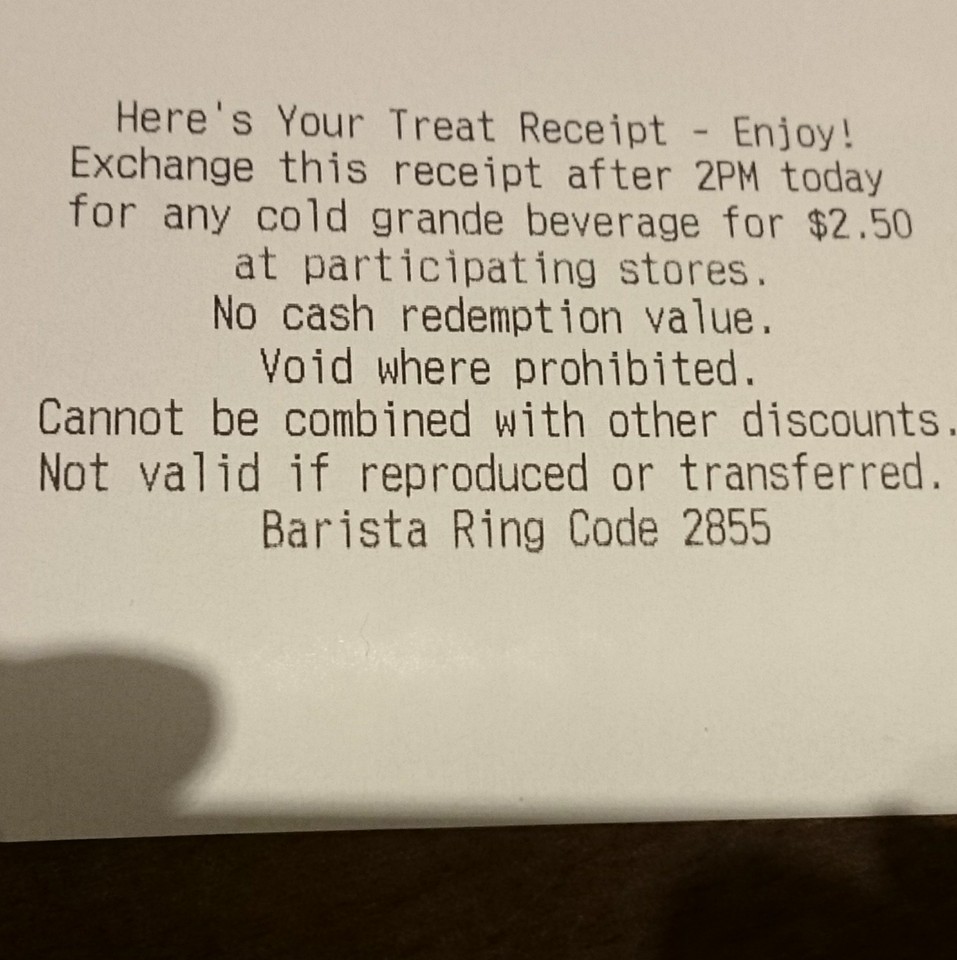 Here's Your Treat Receipt - Enjoy!
Exchange this receipt after 2PM today
for any cold grande beverage for $2.50
at participating stores.
No cash redemption value.
Void where prohibited.
Cannot be combined with other discounts.
Not valid if reproduced or transferred.
Barista Ring Code 2855